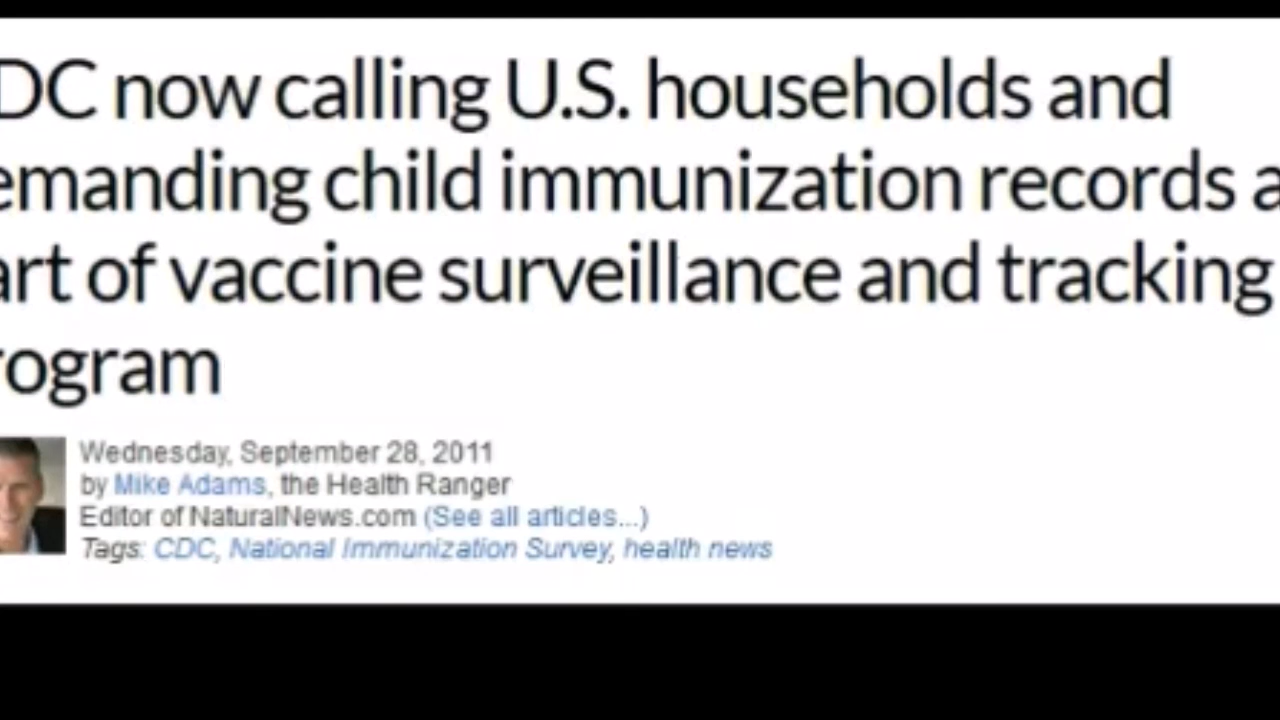 DC now calling U.S. households and
emanding child immunization records a
art of vaccine surveillance and tracking
rogram
Wednesday, September 28, 2011
by Mike Adams, the Health Ranger
Editor of NaturalNews.com (See all articles...)
Tags: CDC, National Immunization Survey, health news